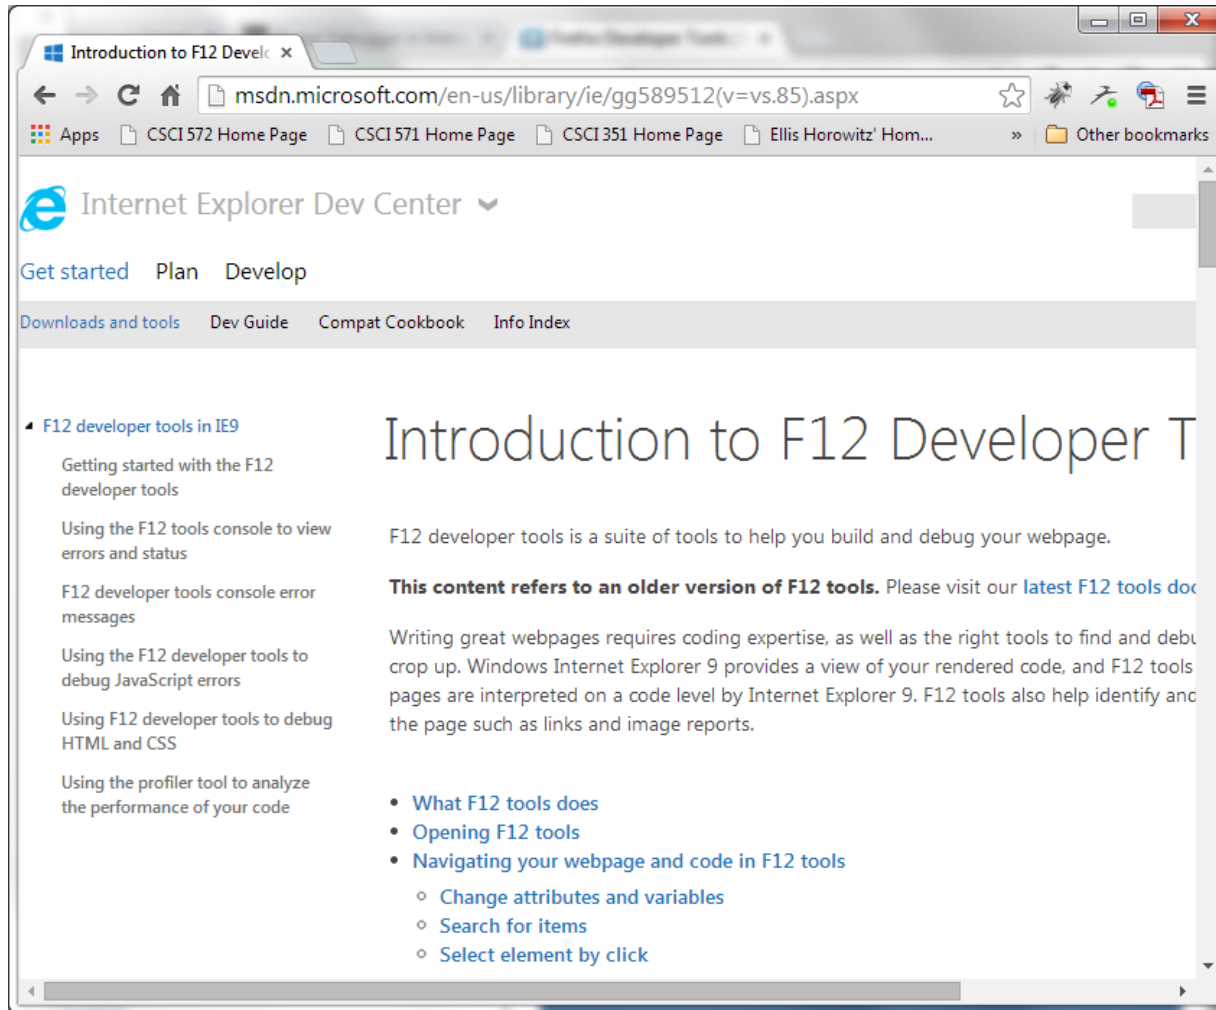 Introduction to F12 Develc
msdn.microsoft.com/en-us/library/ie/gg589512(v=vs.85).aspx
Apps CSCI 572 Home Page CSCI 571 Home Page CSCI 351 Home Page Ellis Horowitz' Hom... » Other bookmarks
Internet Explorer Dev Center
Get started Plan Develop
Downloads and tools Dev Guide Compat Cookbook Info Index
F12 developer tools in IE9
Getting started with the F12
developer tools
Using the F12 tools console to view
errors and status
F12 developer tools console error
messages
Using the F12 developer tools to
debug JavaScript errors
Using F12 developer tools to debug
HTML and CSS
Using the profiler tool to analyze
the performance of your code
Introduction to F12 Developer T
F12 developer tools is a suite of tools to help you build and debug your webpage.
This content refers to an older version of F12 tools. Please visit our latest F12 tools doc
Writing great webpages requires coding expertise, as well as the right tools to find and debu
crop up. Windows Internet Explorer 9 provides a view of your rendered code, and F12 tools
pages are interpreted on a code level by Internet Explorer 9. F12 tools also help identify and
the page such as links and image reports.
• What F12 tools does
• Opening F12 tools
• Navigating your webpage and code in F12 tools
○ Change attributes and variables
○ Search for items
○ Select element by click